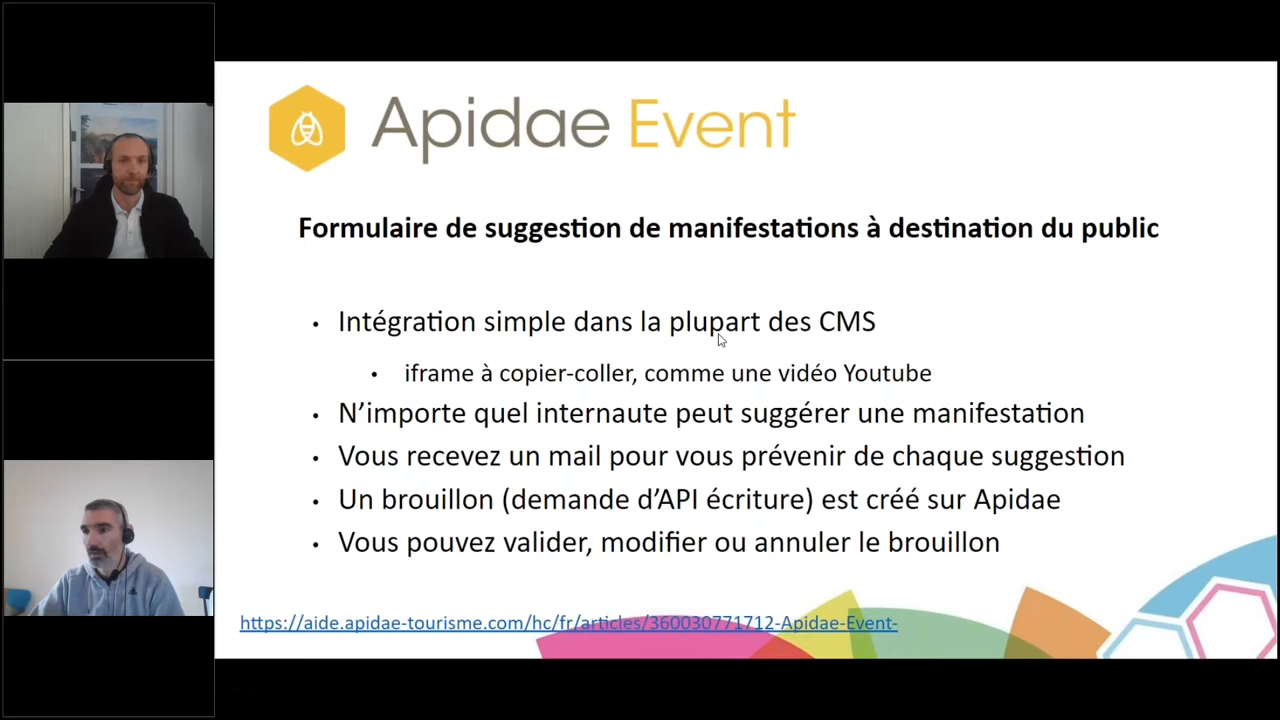 Apidae Event
Formulaire de suggestion de manifestations à destination du public
• Intégration simple dans la plupart des CMS
• iframe à copier-coller, comme une vidéo Youtube
• N’importe quel internaute peut suggérer une manifestation
• Vous recevez un mail pour vous prévenir de chaque suggestion
• Un brouillon (demande d’API écriture) est créé sur Apidae
• Vous pouvez valider, modifier ou annuler le brouillon
https://aide.apidae-tourisme.com/hc/fr/articles/360030771712-Apidae-Event-